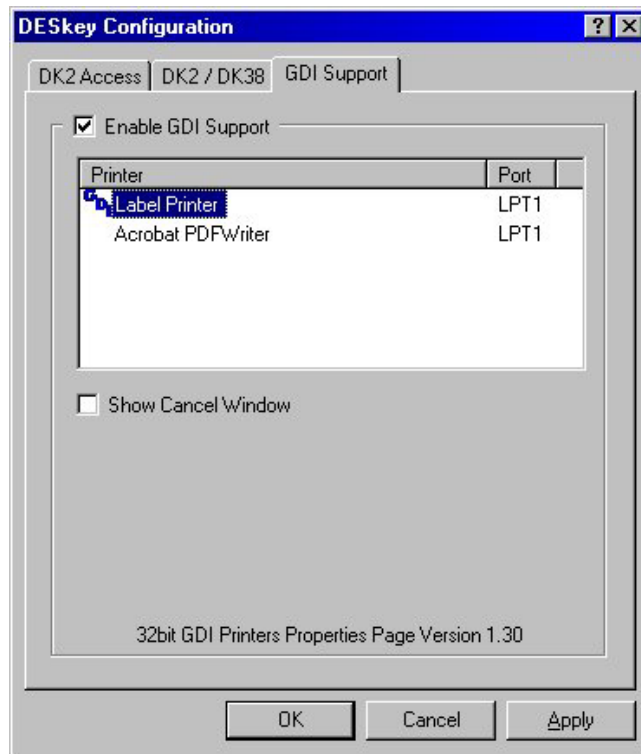 DESkey Configuration
DK2 Access DK2 / DK38 GDI Support
Enable GDI Support
Printer Port
GDI Label Printer LPT1
Acrobat PDFWriter LPT1
Show Cancel Window
32bit GDI Printers Properties Page Version 1.30
OK Cancel Apply